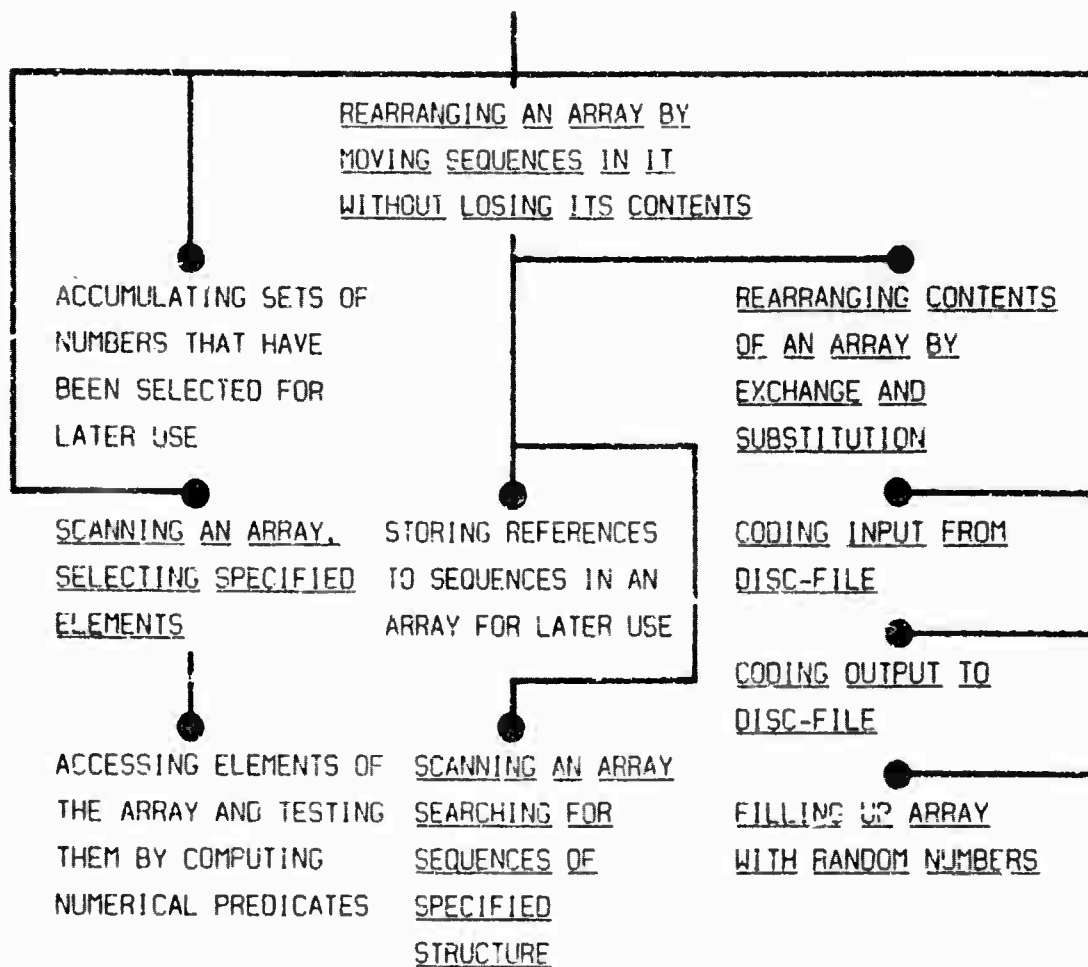 REARRANGING AN ARRAY BY
MOVING SEQUENCES IN IT
WITHOUT LOSING ITS CONTENTS
ACCUMULATING SETS OF
NUMBERS THAT HAVE
BEEN SELECTED FOR
LATER USE
REARRANGING CONTENTS
OF AN ARRAY BY
EXCHANGE AND
SUBSTITUTION
SCANNING AN ARRAY,
SELECTING SPECIFIED
ELEMENTS
STORING REFERENCES
TO SEQUENCES IN AN
ARRAY FOR LATER USE
CODING INPUT FROM
DISC-FILE
CODING OUTPUT TO
DISC-FILE
ACCESSING ELEMENTS OF
THE ARRAY AND TESTING
THEM BY COMPUTING
NUMERICAL PREDICATES
SCANNING AN ARRAY
SEARCHING FOR
SEQUENCES OF
SPECIFIED
STRUCTURE
FILLING UP ARRAY
WITH RANDOM NUMBERS